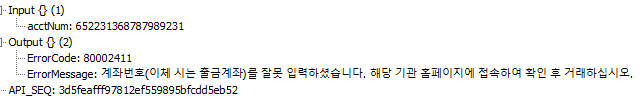 Input {} (1)
acctNum: 652231368787989231
Output {} (2)
ErrorCode: 80002411
ErrorMessage: 계좌번호(이체 시는 출금계좌)를 잘못 입력하셨습니다. 해당 기관 홈페이지에 접속하여 확인 후 거래하십시오.
API_SEQ: 3d5feafff97812ef559895bfcdd5eb52